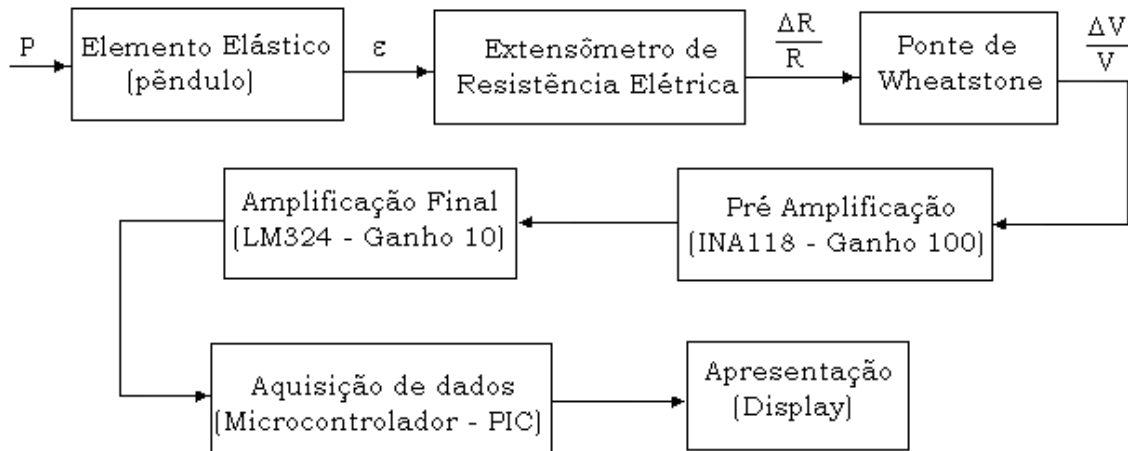 P
Elemento Elástico
(pêndulo)
ε
Extensômetro de
Resistência Elétrica
ΔR
R
Ponte de
Wheatstone
ΔV
V
Pré Amplificação
(INA118 - Ganho 100)
Amplificação Final
(LM324 - Ganho 10)
Aquisição de dados
(Microcontrolador - PIC)
Apresentação
(Display)